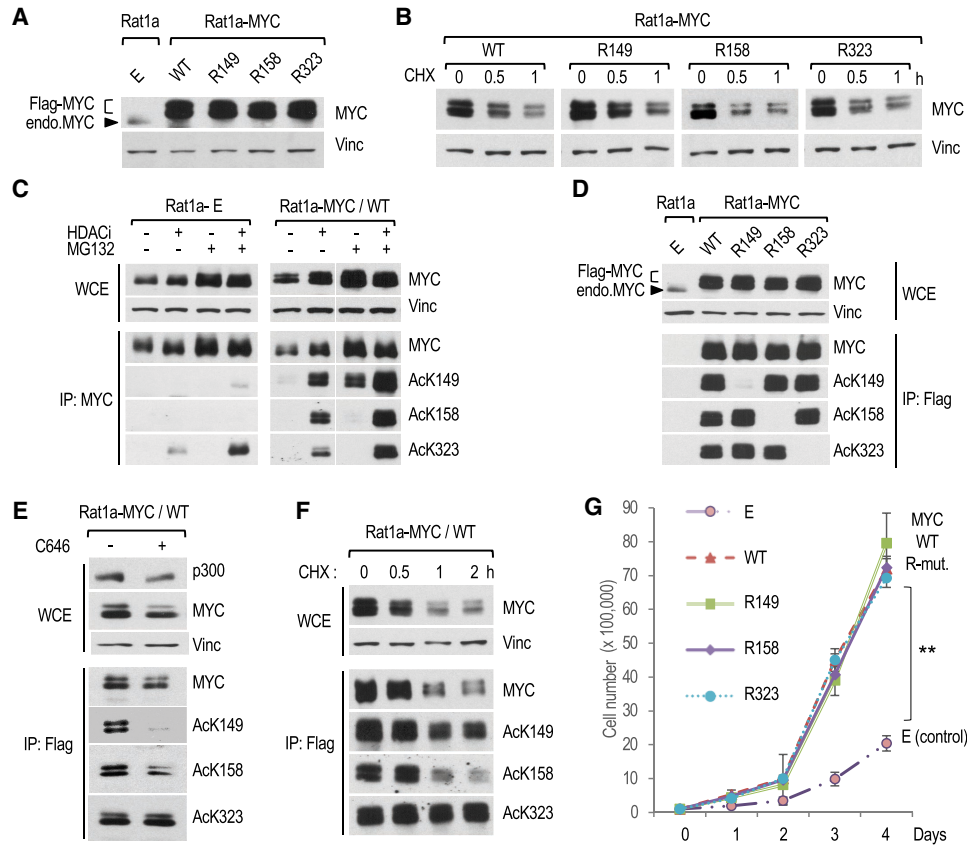 A
Rat1a Rat1a-MYC
E WT R149 R158 R323
Flag-MYC
endo.MYC
MYC
Vinc
B
Rat1a-MYC
WT R149 R158 R323
CHX 0 0.5 1 0 0.5 1 0 0.5 1 0 0.5 1 h
MYC
Vinc
C
Rat1a- E Rat1a-MYC / WT
HDACi - + - + - + - +
MG132 - - + + - - + +
WCE
MYC
Vinc
IP: MYC
MYC
AcK149
AcK158
AcK323
D
Rat1a Rat1a-MYC
E WT R149 R158 R323
Flag-MYC
endo.MYC
MYC
Vinc
WCE
MYC
AcK149
AcK158
AcK323
IP: Flag
E
Rat1a-MYC / WT
C646 - +
WCE
p300
MYC
Vinc
IP: Flag
MYC
AcK149
AcK158
AcK323
F
Rat1a-MYC / WT
CHX : 0 0.5 1 2 h
WCE
MYC
Vinc
IP: Flag
MYC
AcK149
AcK158
AcK323
G
Cell number (x 100,000)
90
80
70
60
50
40
30
20
10
0
E
WT
R149
R158
R323
MYC
WT
R-mut.
**
E (control)
0 1 2 3 4 Days